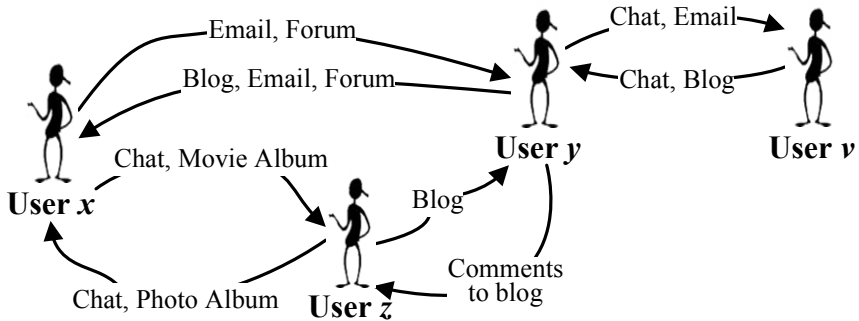 Email, Forum
Chat, Email
Blog, Email, Forum
Chat, Blog
User y
User v
Chat, Movie Album
User x
Blog
Comments
to blog
Chat, Photo Album
User z